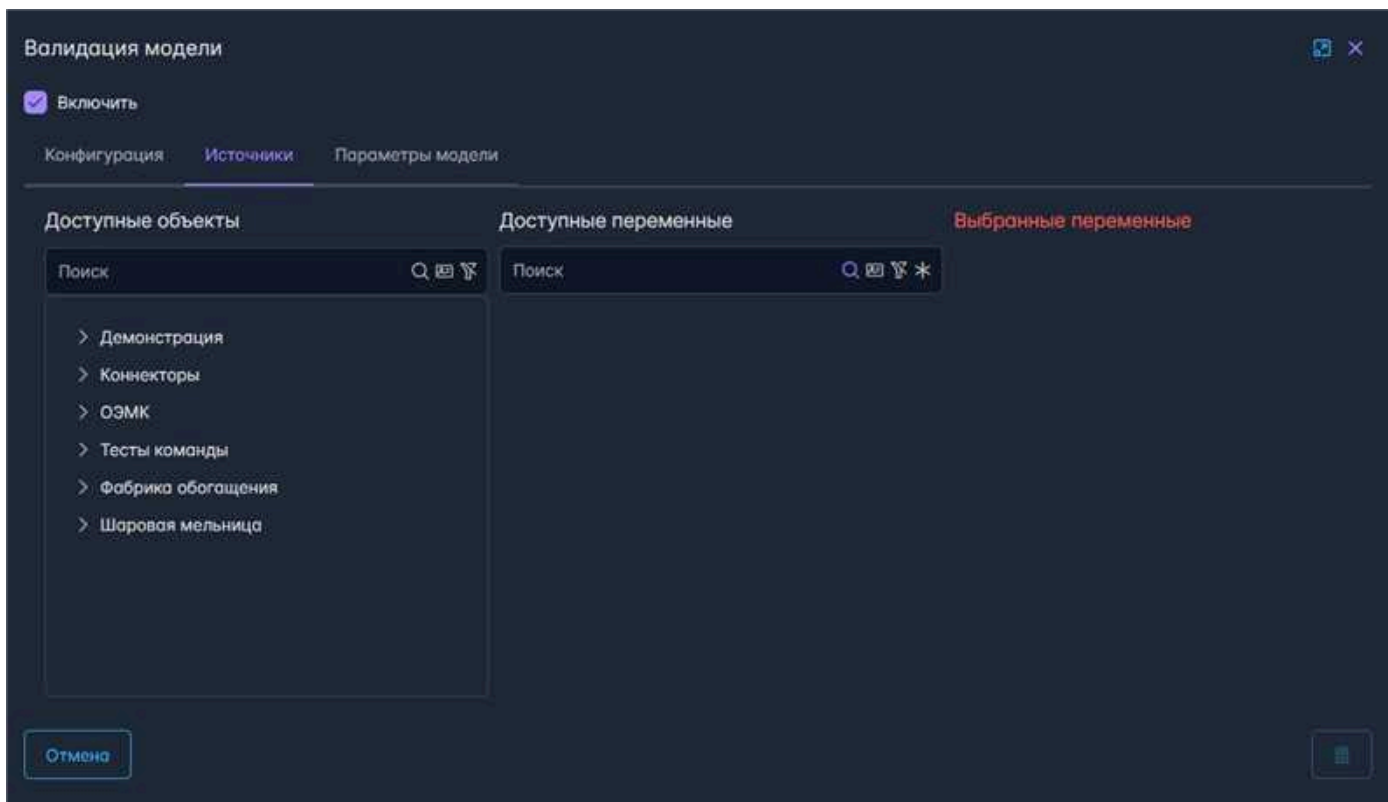 Валидация модели
Включить
Конфигурация Источники Параметры модели
Доступные объекты Доступные переменные Выбранные переменные
Поиск Поиск
Демонстрация
Коннекторы
ОЭМК
Тесты команды
Фабрика обогащения
Шаровая мельница
Отмена